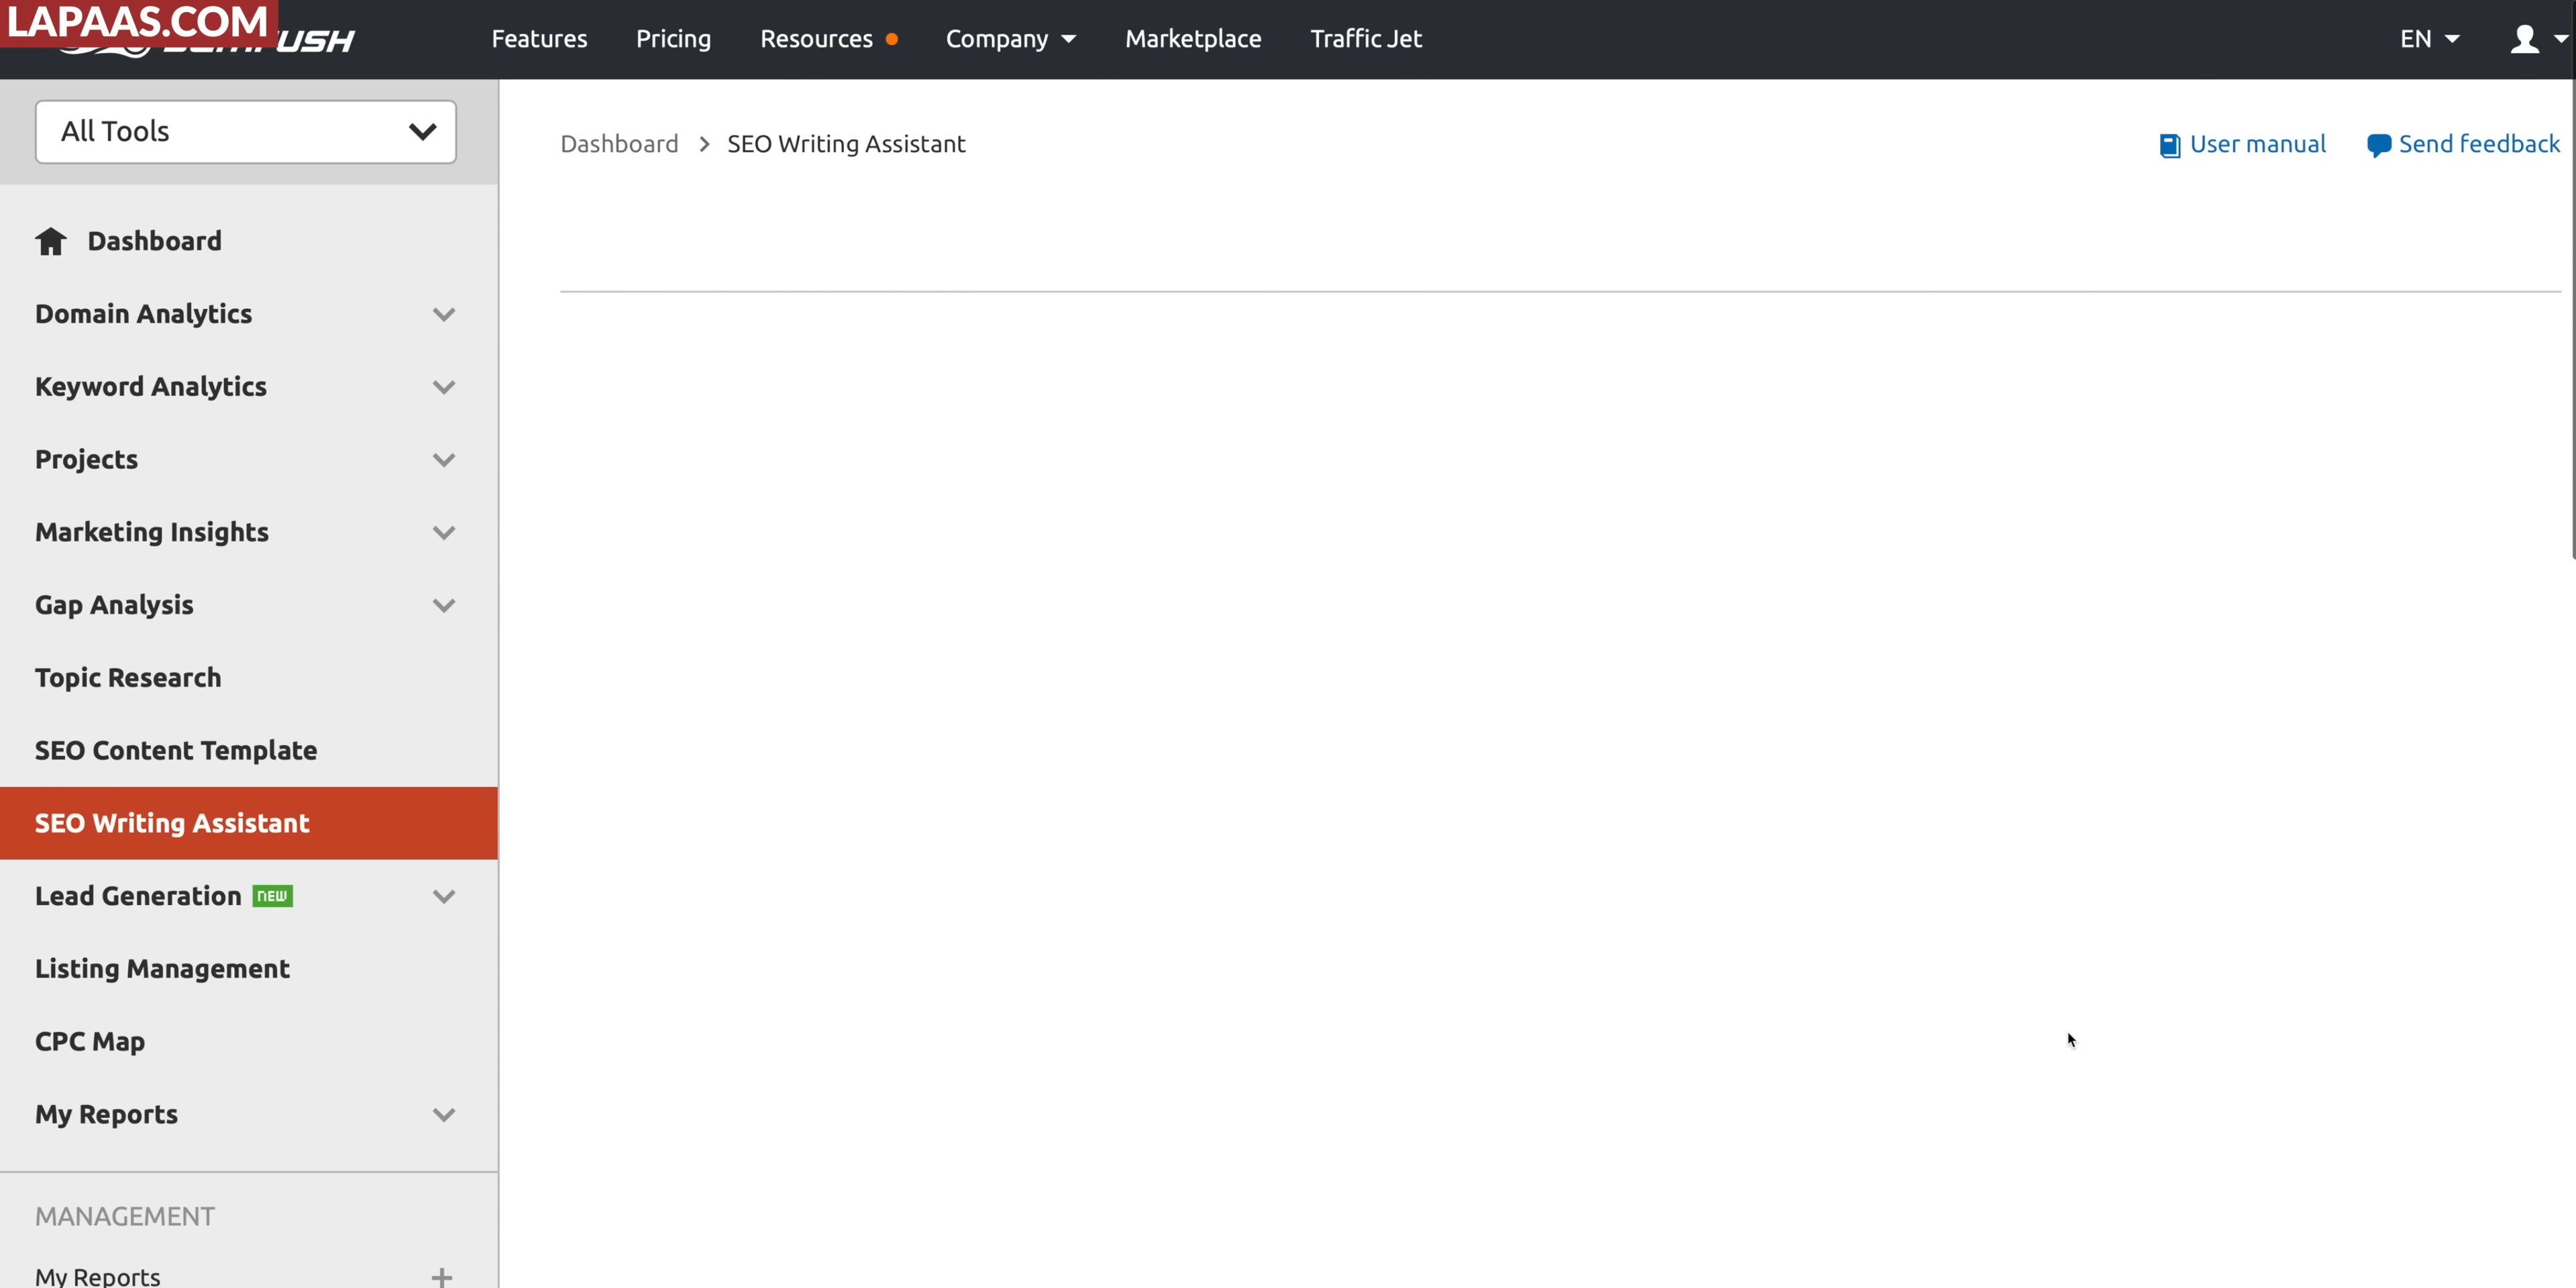 LAPAAS.COM
Features Pricing Resources Company Marketplace Traffic Jet EN
All Tools
Dashboard > SEO Writing Assistant User manual Send feedback
Dashboard
Domain Analytics
Keyword Analytics
Projects
Marketing Insights
Gap Analysis
Topic Research
SEO Content Template
SEO Writing Assistant
Lead Generation NEW
Listing Management
CPC Map
My Reports
MANAGEMENT
My Reports +